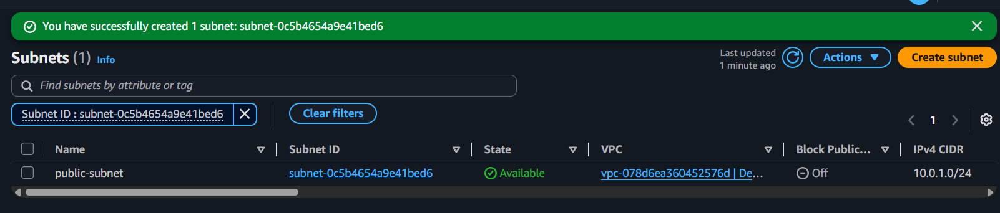 You have successfully created 1 subnet: subnet-0c5b4654a9e41bed6
Subnets (1) Info
Last updated
1 minute ago
Actions
Create subnet
Find subnets by attribute or tag
Subnet ID : subnet-0c5b4654a9e41bed6
Clear filters
1
Name Subnet ID State VPC Block Public... IPv4 CIDR
public-subnet subnet-0c5b4654a9e41bed6 Available vpc-078d6ea360452576d | De... Off 10.0.1.0/24